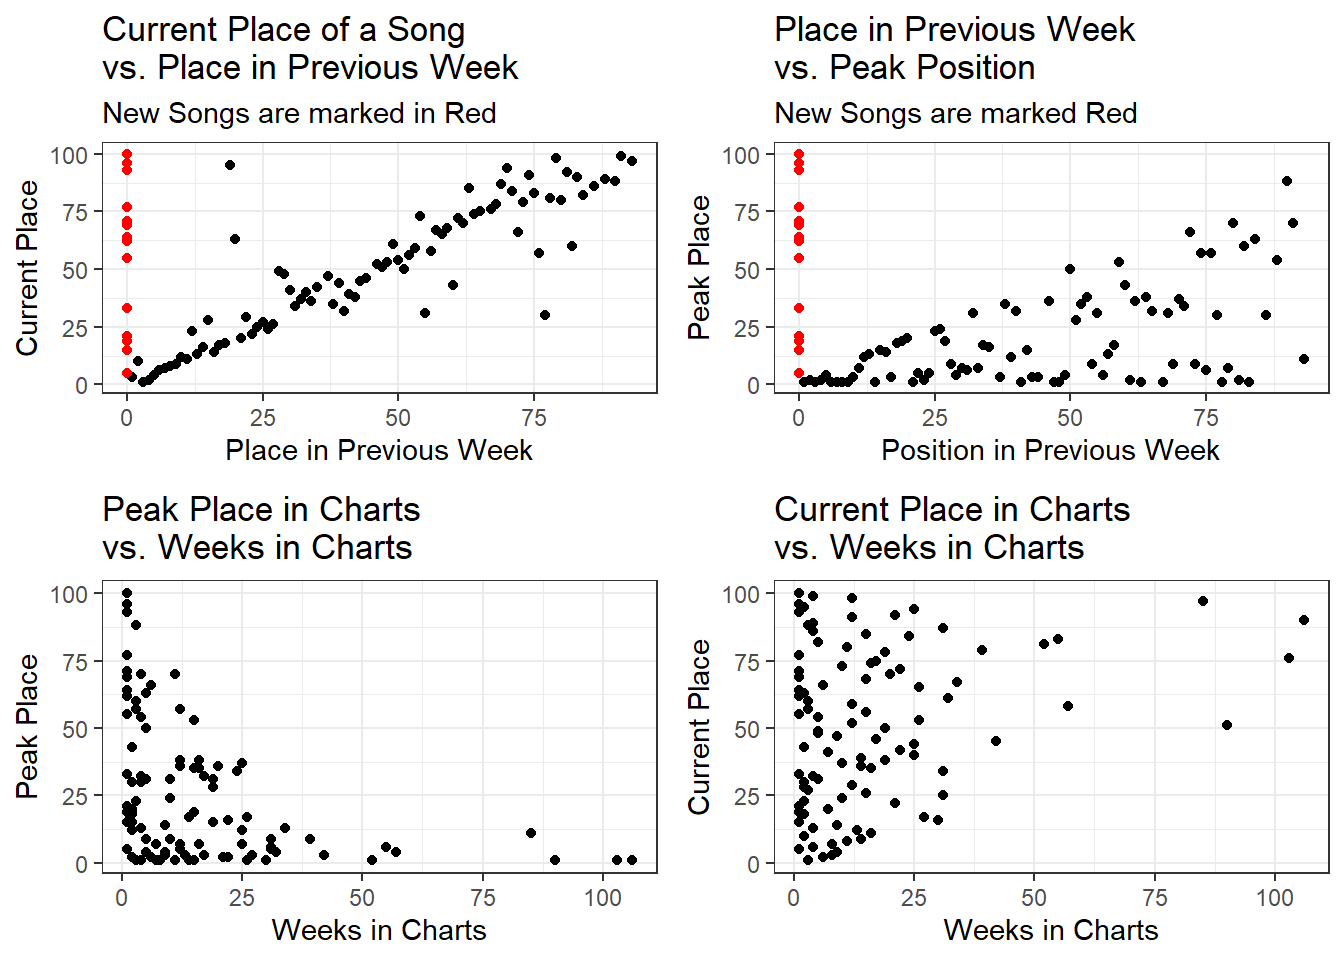 Current Place of a Song
vs. Place in Previous Week
New Songs are marked in Red
100
75
50
25
0
Current Place
0
25
50
75
Place in Previous Week
Place in Previous Week
vs. Peak Position
New Songs are marked Red
100
75
50
25
0
Peak Place
0
25
50
75
Position in Previous Week
Peak Place in Charts
vs. Weeks in Charts
100
75
50
25
0
Peak Place
0
25
50
75
100
Weeks in Charts
Current Place in Charts
vs. Weeks in Charts
100
75
50
25
0
Current Place
0
25
50
75
100
Weeks in Charts